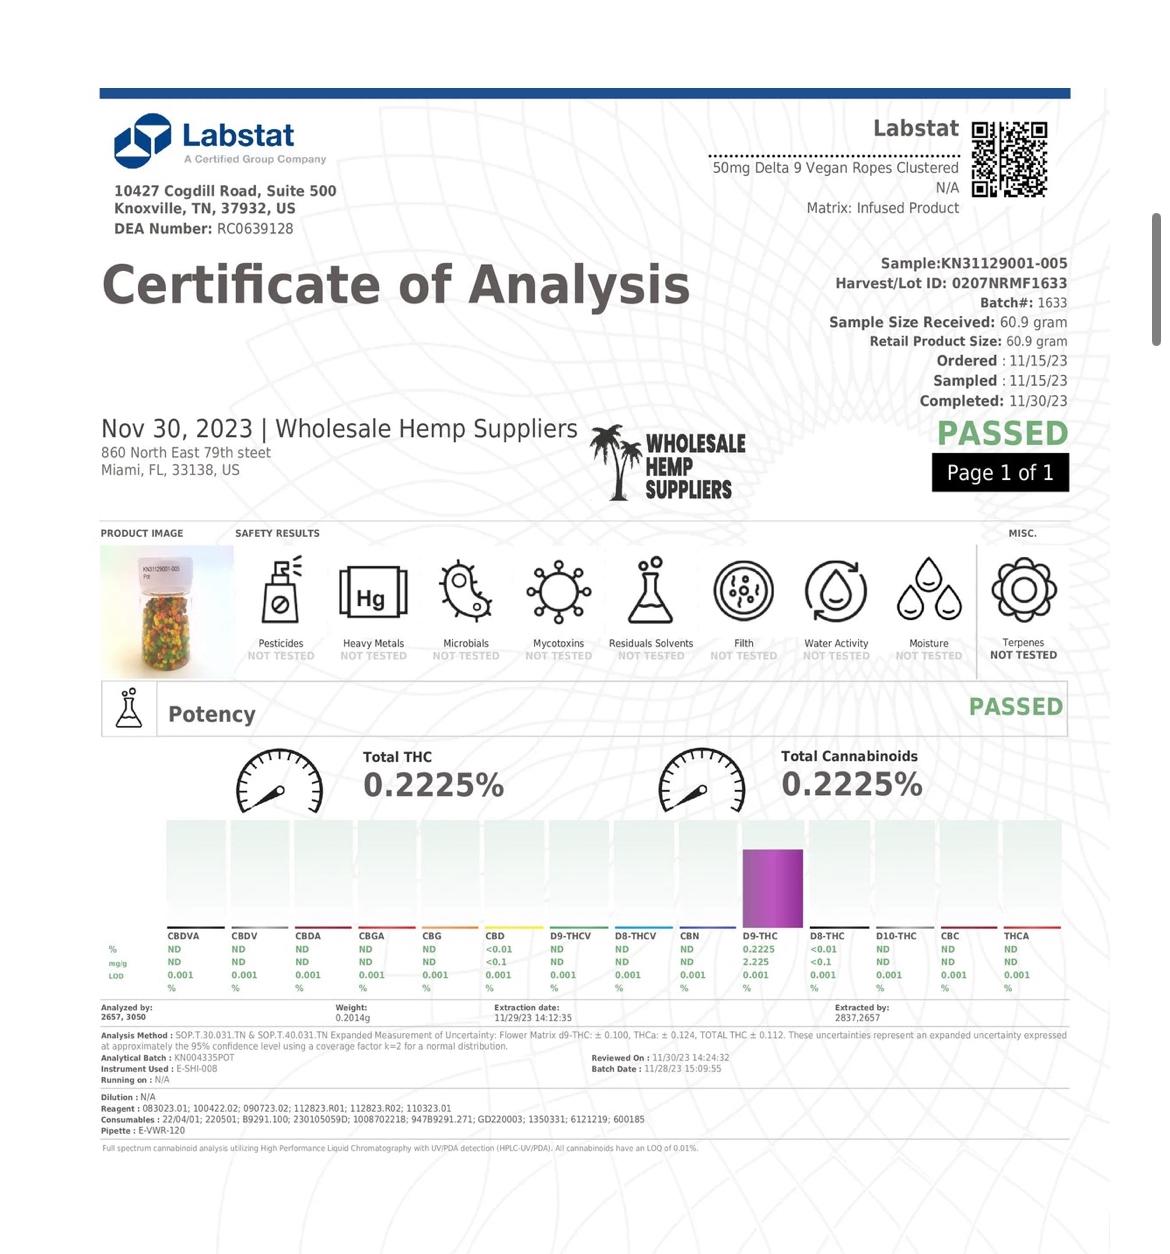 Labstat
A Certified Group Company
10427 Cogdill Road, Suite 500
Knoxville, TN, 37932, US
DEA Number: RC0639128
Labstat
50mg Delta 9 Vegan Ropes Clustered
N/A
Matrix: Infused Product
Certificate of Analysis
Sample:KN31129001-005
Harvest/Lot ID: 0207NRMF1633
Batch#: 1633
Sample Size Received: 60.9 gram
Retail Product Size: 60.9 gram
Ordered : 11/15/23
Sampled : 11/15/23
Completed: 11/30/23
Nov 30, 2023 | Wholesale Hemp Suppliers
860 North East 79th steet
Miami, FL, 33138, US
WHOLESALE
HEMP
SUPPLIERS
PASSED
Page 1 of 1
PRODUCT IMAGE SAFETY RESULTS MISC.
KN31129001-005
Pot
Hg
Pesticides Heavy Metals Microbials Mycotoxins Residuals Solvents Filth Water Activity Moisture Terpenes
NOT TESTED NOT TESTED NOT TESTED NOT TESTED NOT TESTED NOT TESTED NOT TESTED NOT TESTED NOT TESTED
Potency PASSED
Total THC
0.2225%
Total Cannabinoids
0.2225%
CBDVA CBDV CBDA CBGA CBG CBD D9-THCV D8-THCV CBN D9-THC D8-THC D10-THC CBC THCA
% ND ND ND ND ND <0.01 ND ND ND 0.2225 <0.01 ND ND ND
mg/g ND ND ND ND ND <0.1 ND ND ND 2.225 <0.1 ND ND ND
LOD 0.001 0.001 0.001 0.001 0.001 0.001 0.001 0.001 0.001 0.001 0.001 0.001 0.001 0.001
% % % % % % % % % % % % % %
Analyzed by: Weight: Extraction date: Extracted by:
2657, 3050 0.2014g 11/29/23 14:12:35 2837,2657
Analysis Method : SOP.T.30.031.TN & SOP.T.40.031.TN Expanded Measurement of Uncertainty: Flower Matrix d9-THC: ± 0.100, THCa: ± 0.124, TOTAL THC ± 0.112. These uncertainties represent an expanded uncertainty expressed
at approximately the 95% confidence level using a coverage factor k=2 for a normal distribution.
Analytical Batch : KN004335POT Reviewed On : 11/30/23 14:24:32
Instrument Used : E-SHI-008 Batch Date : 11/28/23 15:09:55
Running on : N/A
Dilution : N/A
Reagent : 083023.01; 100422.02; 090723.02; 112823.R01; 112823.R02; 110323.01
Consumables : 22/04/01; 220501; B9291.100; 230105059D; 1008702218; 947B9291.271; GD220003; 1350331; 6121219; 600185
Pipette : E-VWR-120
Full spectrum cannabinoid analysis utilizing High Performance Liquid Chromatography with UV/PDA detection (HPLC-UV/PDA). All cannabinoids have an LOQ of 0.01%.